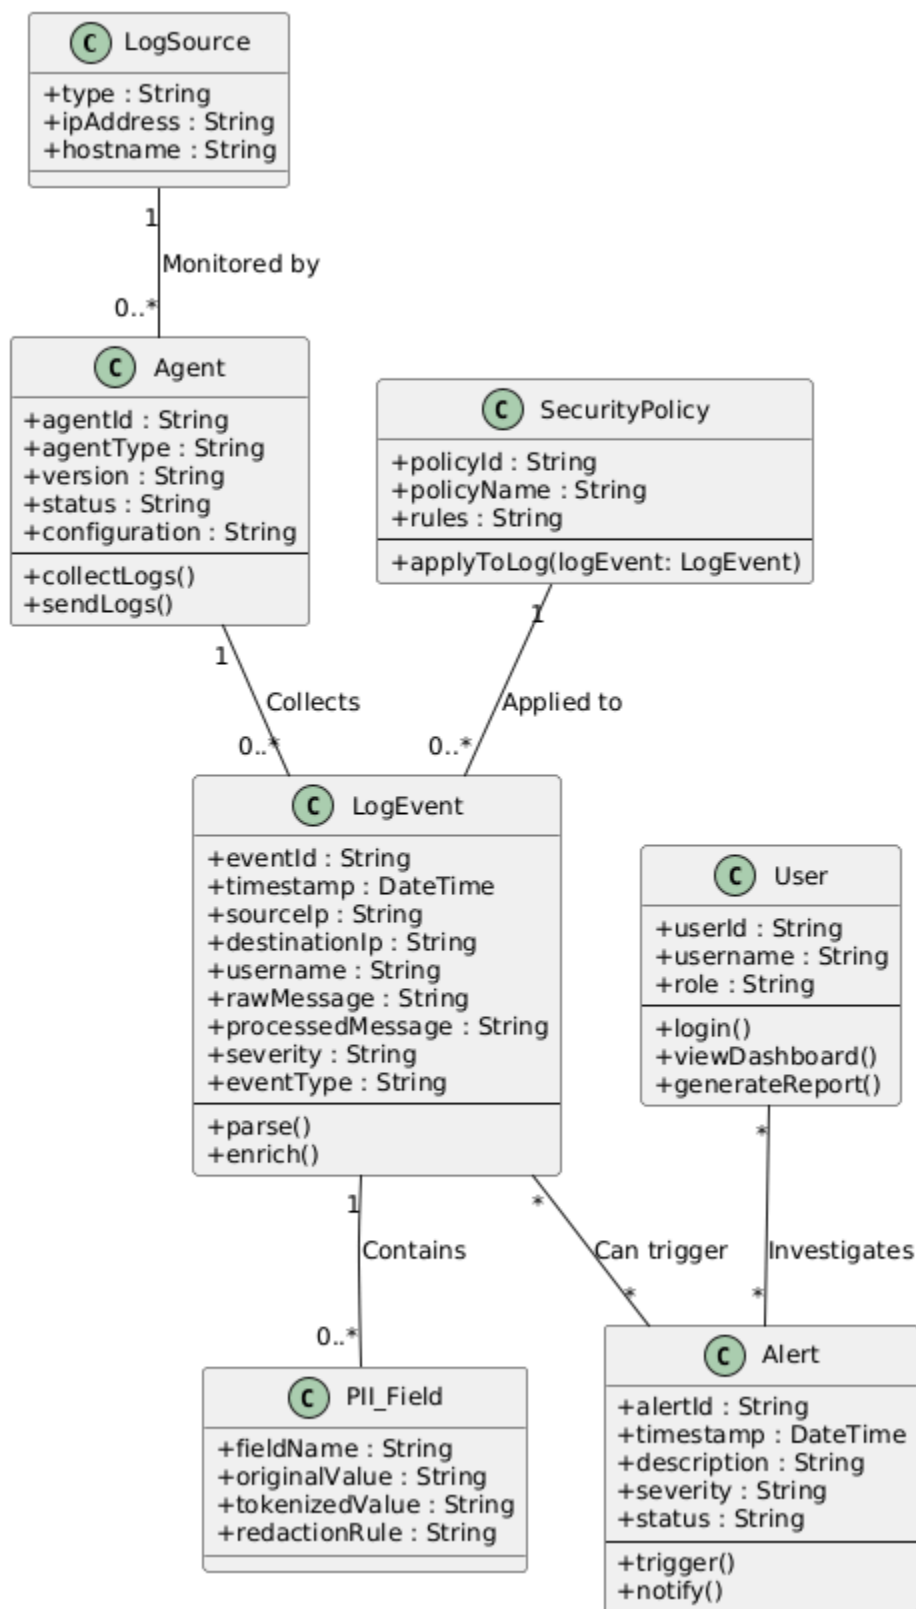 C LogSource
+type : String
+ipAddress : String
+hostname : String
1
Monitored by
0..*
C Agent
+agentId : String
+agentType : String
+version : String
+status : String
+configuration : String
+collectLogs()
+sendLogs()
C SecurityPolicy
+policyId : String
+policyName : String
+rules : String
+applyToLog(logEvent: LogEvent)
1
Collects
0..*
1
Applied to
0..*
C LogEvent
+eventId : String
+timestamp : DateTime
+sourceIp : String
+destinationIp : String
+username : String
+rawMessage : String
+processedMessage : String
+severity : String
+eventType : String
+parse()
+enrich()
C User
+userId : String
+username : String
+role : String
+login()
+viewDashboard()
+generateReport()
1
Contains
0..*
*
Can trigger
*
*
Investigates
*
C PII_Field
+fieldName : String
+originalValue : String
+tokenizedValue : String
+redactionRule : String
C Alert
+alertId : String
+timestamp : DateTime
+description : String
+severity : String
+status : String
+trigger()
+notify()